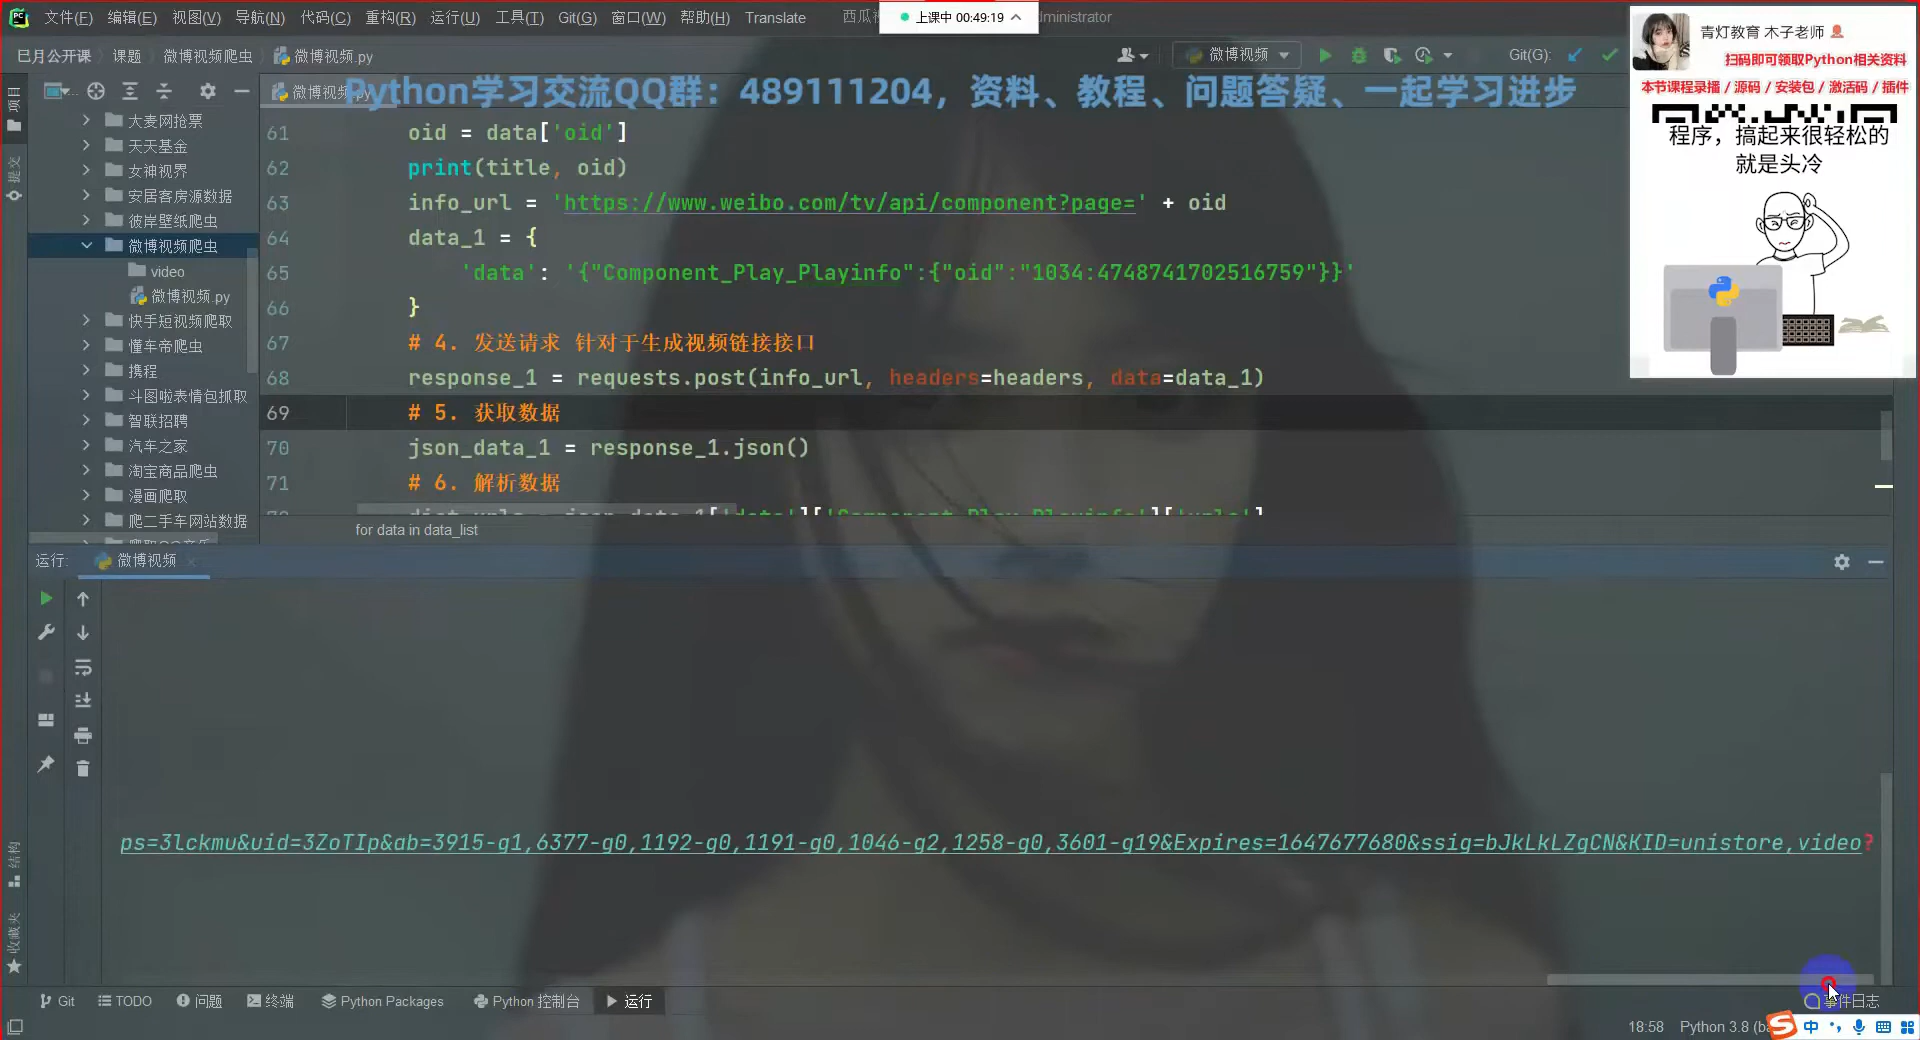 文件(F) 编辑(E) 视图(V) 导航(N) 代码(C) 重构(R) 运行(U) 工具(T) Git(G) 窗口(W) 帮助(H) Translate
上课中 00:49:19
dministrator
巳月公开课 课题 微博视频爬虫 微博视频.py
微博视频
Git(G):
青灯教育 木子老师
扫码即可领取Python相关资料
本节课程录播 / 源码 / 安装包 / 激活码 / 插件
程序，搞起来很轻松的
就是头冷
Python学习交流QQ群：489111204，资料、教程、问题答疑、一起学习进步
项目
提交
大麦网抢票
天天基金
女神视界
安居客房源数据
彼岸壁纸爬虫
微博视频爬虫
video
微博视频.py
快手短视频爬取
懂车帝爬虫
携程
斗图啦表情包抓取
智联招聘
汽车之家
淘宝商品爬虫
漫画爬取
爬二手车网站数据
61 oid = data['oid']
62 print(title, oid)
63 info_url = 'https://www.weibo.com/tv/api/component?page=' + oid
64 data_1 = {
65 'data': '{"Component_Play_Playinfo":{"oid":"1034:4748741702516759"}}'
66 }
67 # 4. 发送请求 针对于生成视频链接接口
68 response_1 = requests.post(info_url, headers=headers, data=data_1)
69 # 5. 获取数据
70 json_data_1 = response_1.json()
71 # 6. 解析数据
for data in data_list
运行: 微博视频
ps=3lckmu&uid=3ZoTIp&ab=3915-g1,6377-g0,1192-g0,1191-g0,1046-g2,1258-g0,3601-g19&Expires=1647677680&ssig=bJkLkLZgCN&KID=unistore,video?
结构
收藏夹
Git TODO 问题 终端 Python Packages Python 控制台 运行
事件日志
18:58 Python 3.8
中